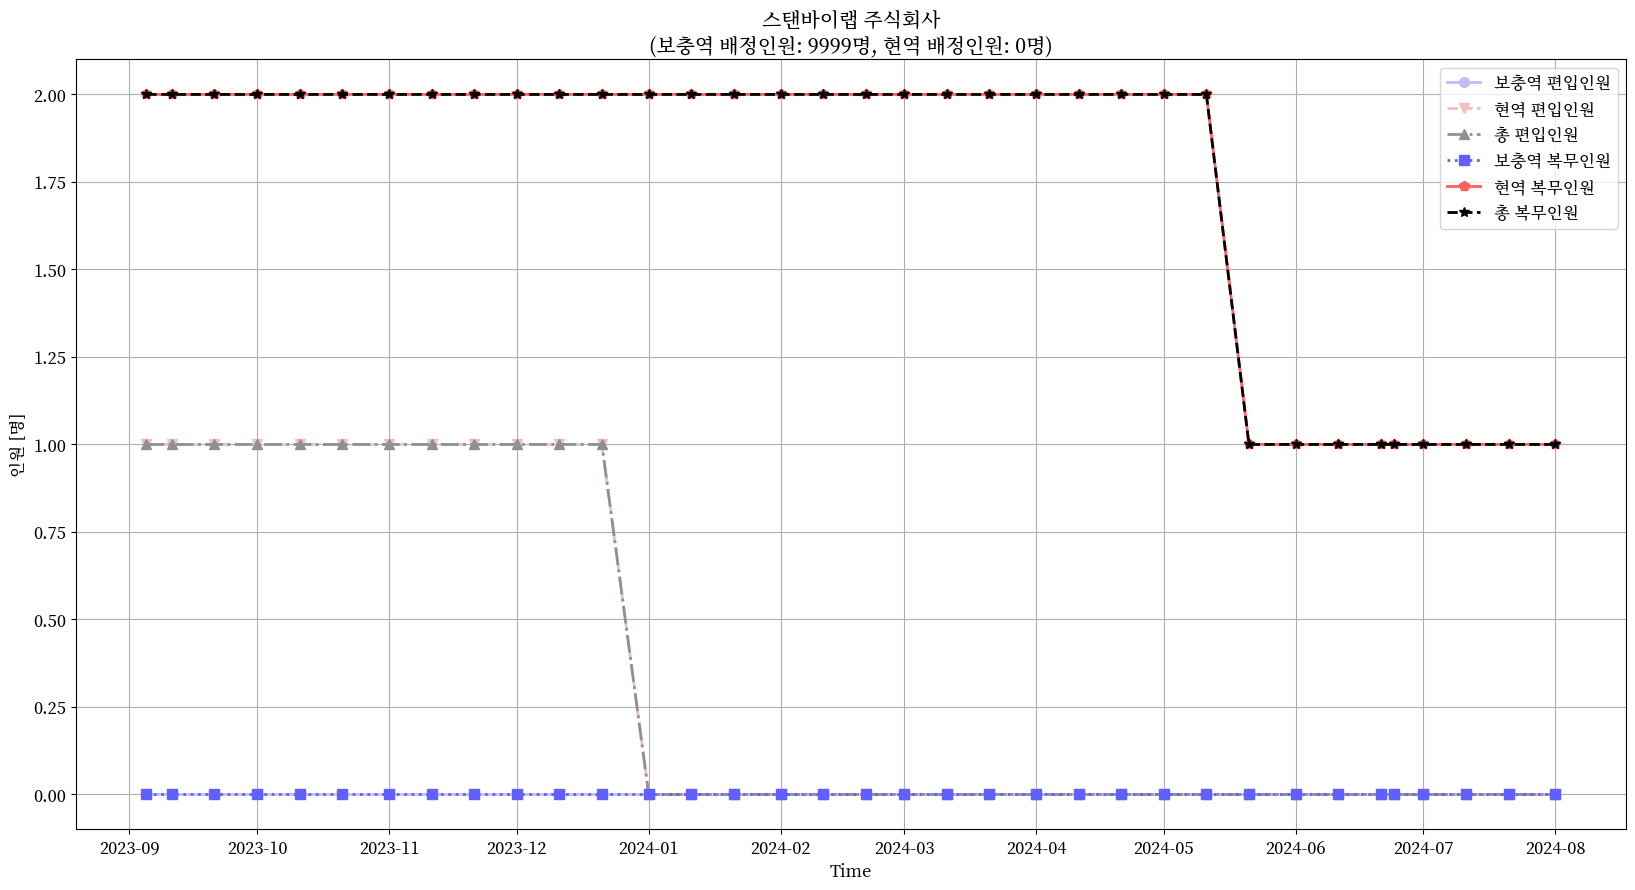 스탠바이랩 주식회사
(보충역 배정인원: 9999명, 현역 배정인원: 0명)
보충역 편입인원
현역 편입인원
총 편입인원
보충역 복무인원
현역 복무인원
총 복무인원
인원 [명]
2.00
1.75
1.50
1.25
1.00
0.75
0.50
0.25
0.00
2023-09 2023-10 2023-11 2023-12 2024-01 2024-02 2024-03 2024-04 2024-05 2024-06 2024-07 2024-08
Time